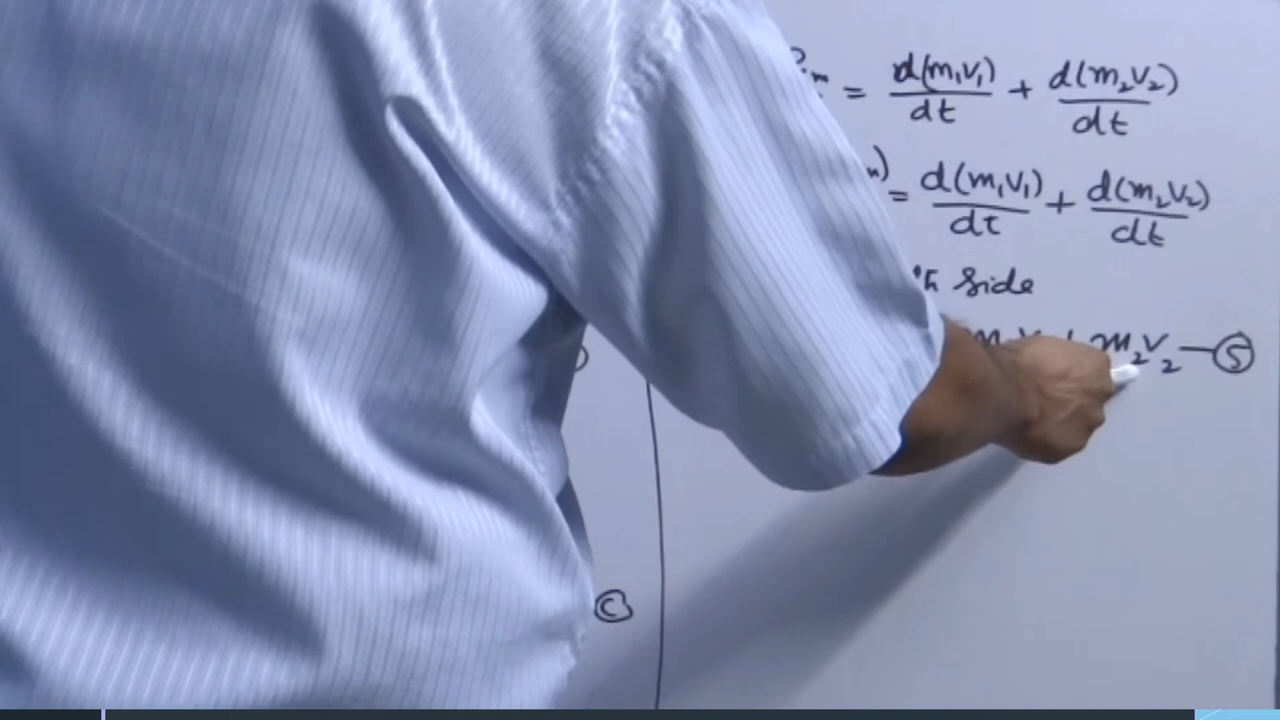 = d(m₁v₁)/dt + d(m₂v₂)/dt
) = d(m₁v₁)/dt + d(m₂v₂)/dt
side
+ m₂v₂ — ⑤
Ⓒ